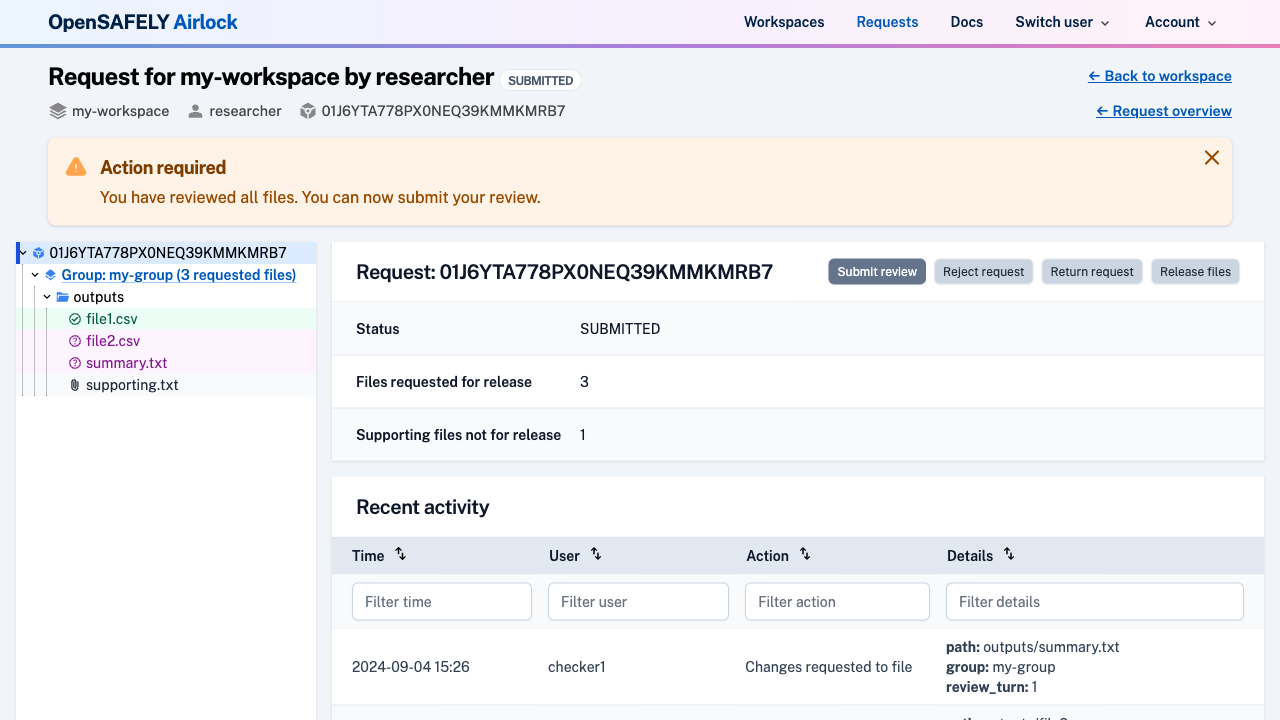 OpenSAFELY Airlock
Workspaces Requests Docs Switch user Account
Request for my-workspace by researcher SUBMITTED
← Back to workspace
my-workspace researcher 01J6YTA778PX0NEQ39KMMKMRB7
← Request overview
Action required
You have reviewed all files. You can now submit your review.
01J6YTA778PX0NEQ39KMMKMRB7
Group: my-group (3 requested files)
outputs
file1.csv
file2.csv
summary.txt
supporting.txt
Request: 01J6YTA778PX0NEQ39KMMKMRB7
Submit review Reject request Return request Release files
Status SUBMITTED
Files requested for release 3
Supporting files not for release 1
Recent activity
Time User Action Details
Filter time Filter user Filter action Filter details
2024-09-04 15:26 checker1 Changes requested to file
path: outputs/summary.txt
group: my-group
review_turn: 1